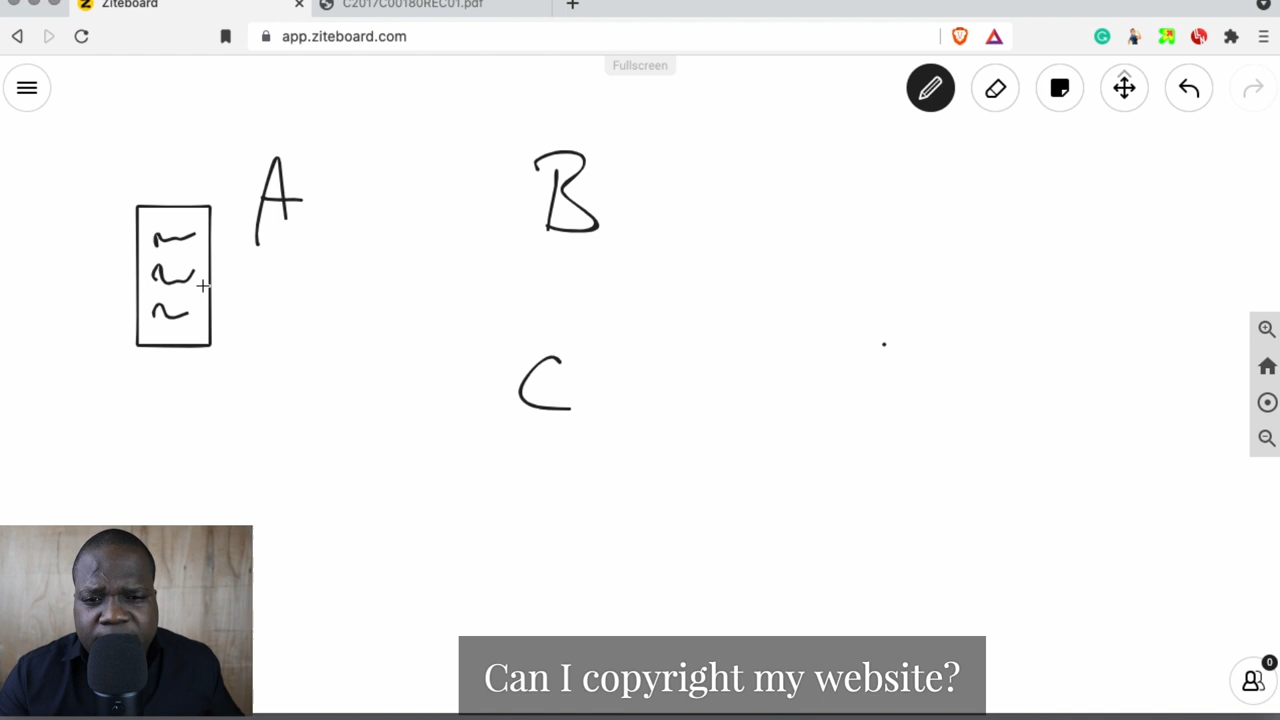 Ziteboard
C2017C00180REC01.pdf
app.ziteboard.com
Fullscreen
A
B
C
0
Can I copyright my website?